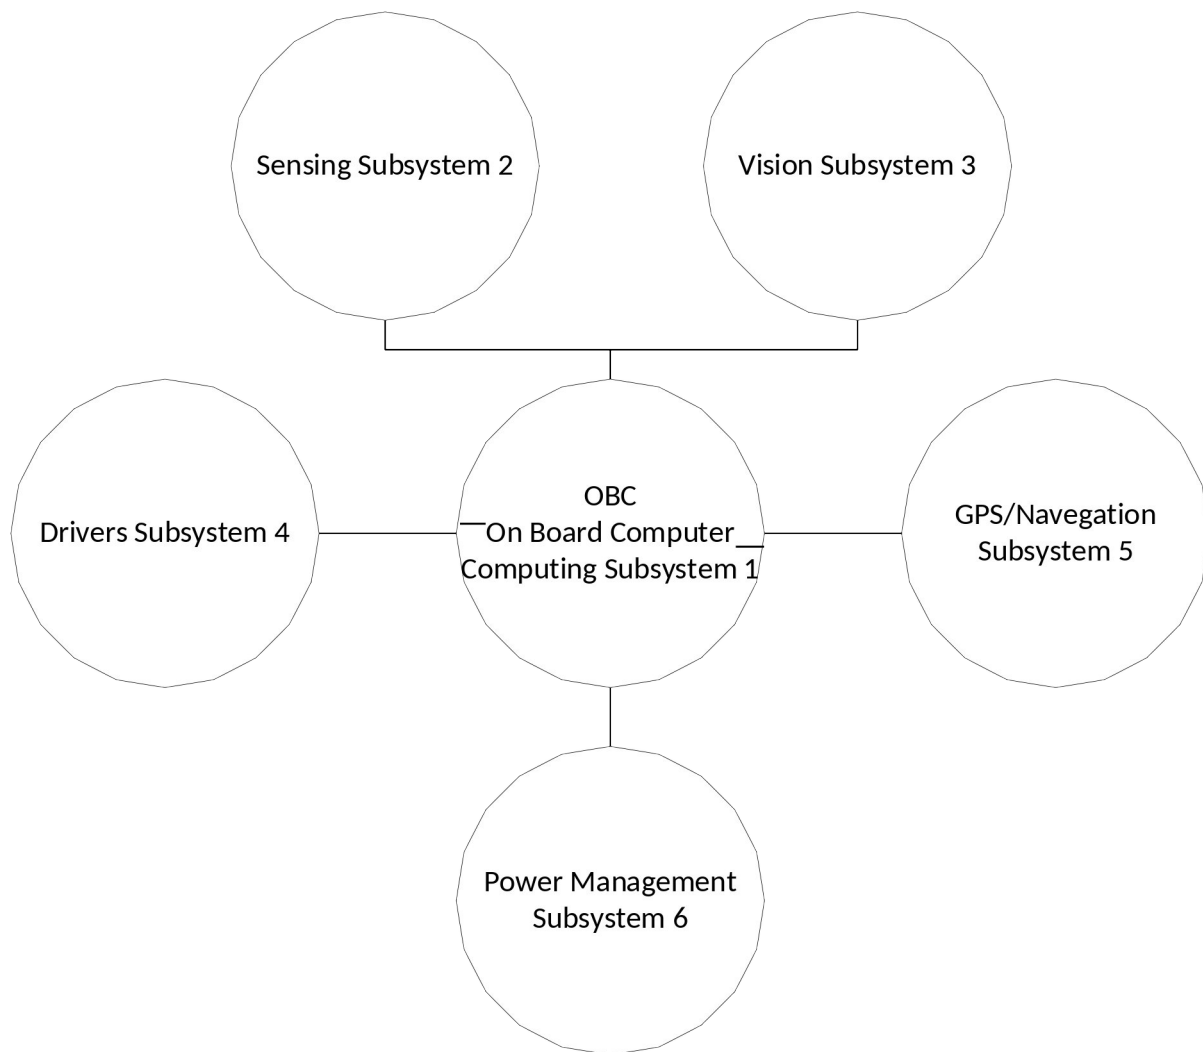 Sensing Subsystem 2
Vision Subsystem 3
Drivers Subsystem 4
OBC
On Board Computer
Computing Subsystem 1
GPS/Navegation
Subsystem 5
Power Management
Subsystem 6